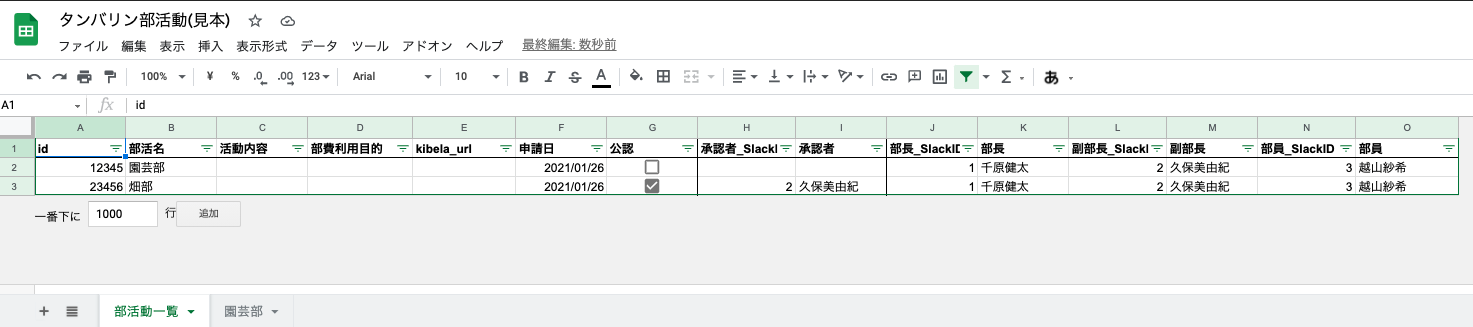 タンバリン部活動(見本)
ファイル 編集 表示 挿入 表示形式 データ ツール アドオン ヘルプ 最終編集: 数秒前
100% ¥ % .0 .00 123 Arial 10 B I S A Σ あ
A1 fx id
A B C D E F G H I J K L M N O
1 id 部活名 活動内容 部費利用目的 kibela_url 申請日 公認 承認者_SlackI 承認者 部長_SlackID 部長 副部長_SlackI 副部長 部員_SlackID 部員
2 12345 園芸部 2021/01/26 1 千原健太 2 久保美由紀 3 越山紗希
3 23456 畑部 2021/01/26 2 久保美由紀 1 千原健太 2 久保美由紀 3 越山紗希
一番下に 1000 行 追加
部活動一覧 園芸部